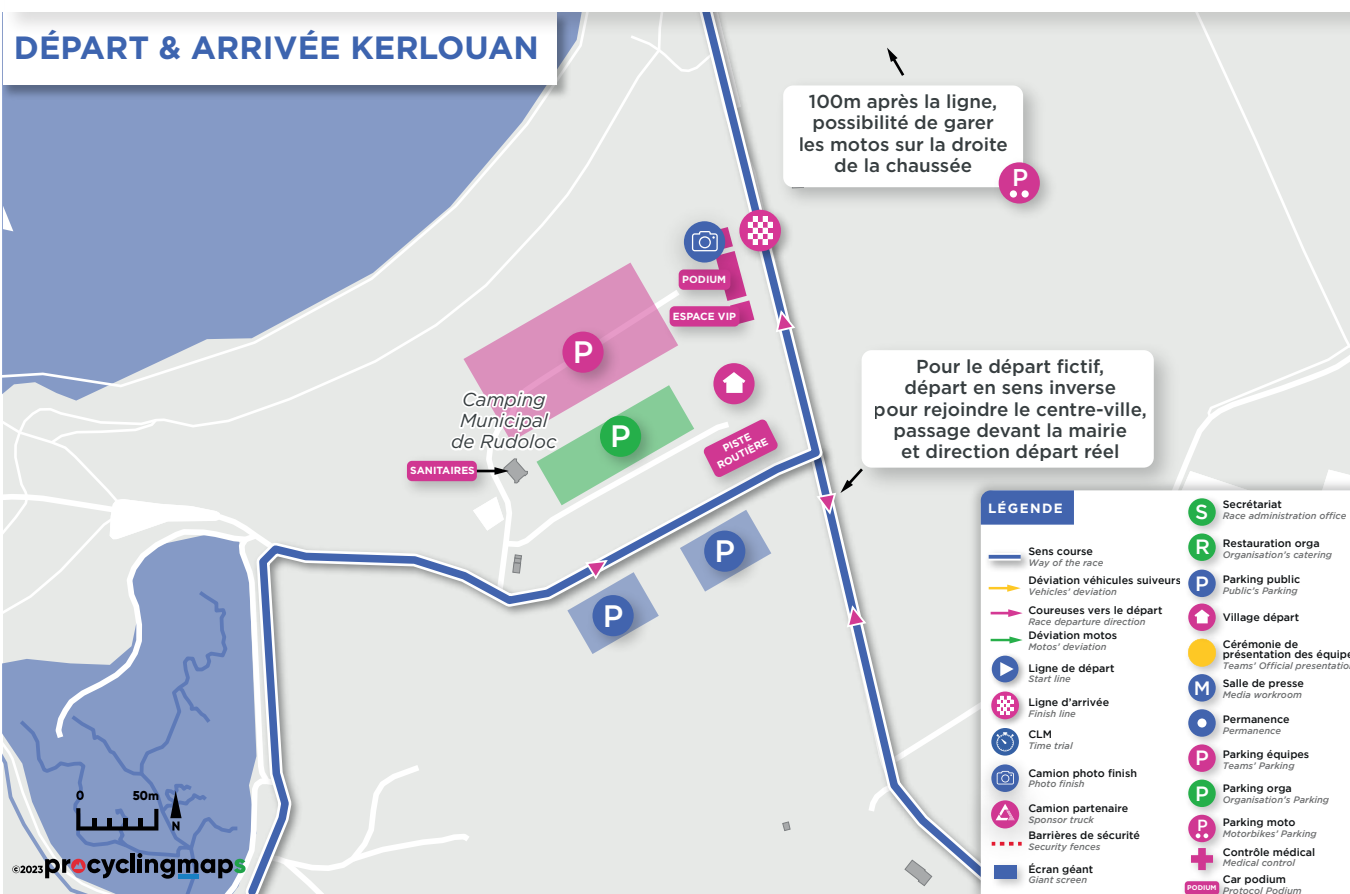 DÉPART & ARRIVÉE KERLOUAN
100m après la ligne,
possibilité de garer
les motos sur la droite
de la chaussée
P
PODIUM
ESPACE VIP
P
Pour le départ fictif,
départ en sens inverse
pour rejoindre le centre-ville,
passage devant la mairie
et direction départ réel
Camping
Municipal
de Rudoloc
P
PISTE
ROUTIÈRE
SANITAIRES
P
P
LÉGENDE
Sens course
Way of the race
Déviation véhicules suiveurs
Vehicles' deviation
Coureuses vers le départ
Race departure direction
Déviation motos
Motos' deviation
Ligne de départ
Start line
Ligne d'arrivée
Finish line
CLM
Time trial
Camion photo finish
Photo finish
Camion partenaire
Sponsor truck
Barrières de sécurité
Security fences
Écran géant
Giant screen
S
Secrétariat
Race administration office
R
Restauration orga
Organisation's catering
P
Parking public
Public's Parking
Village départ
Cérémonie de
présentation des équipe
Teams' Official presentation
M
Salle de presse
Media workroom
Permanence
Permanence
P
Parking équipes
Teams' Parking
P
Parking orga
Organisation's Parking
P
Parking moto
Motorbikes' Parking
Contrôle médical
Medical control
PODIUM
Car podium
Protocol Podium
0 50m
N
©2023 procyclingmaps